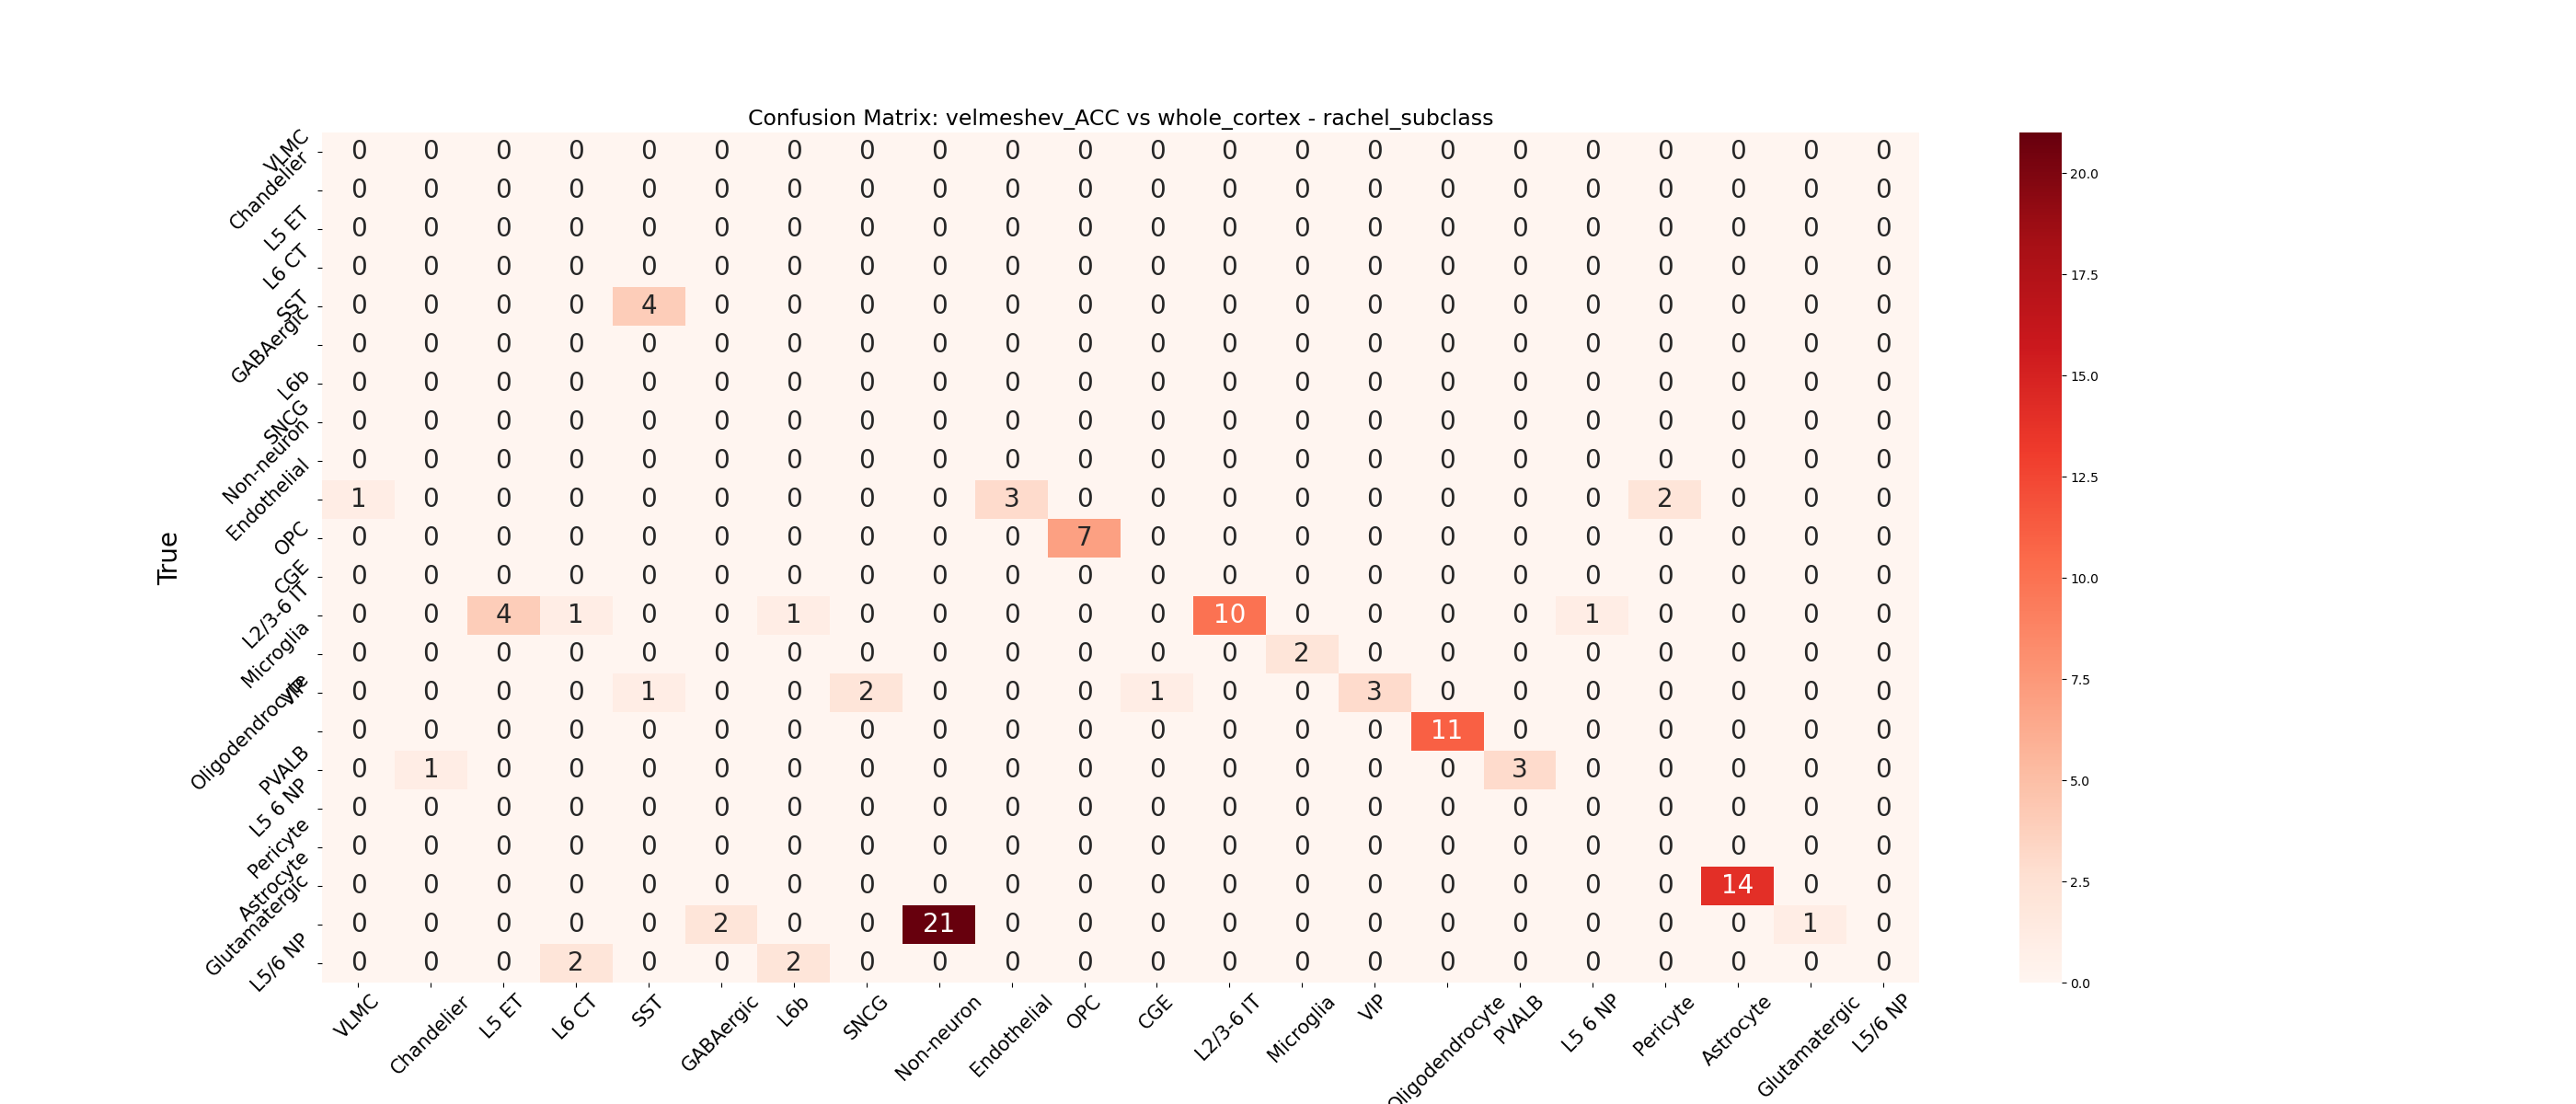 Confusion Matrix: velmeshev_ACC vs whole_cortex - rachel_subclass
True
VLMC 0 0 0 0 0 0 0 0 0 0 0 0 0 0 0 0 0 0 0 0 0 0
Chandelier 0 0 0 0 0 0 0 0 0 0 0 0 0 0 0 0 0 0 0 0 0 0
L5 ET 0 0 0 0 0 0 0 0 0 0 0 0 0 0 0 0 0 0 0 0 0 0
L6 CT 0 0 0 0 0 0 0 0 0 0 0 0 0 0 0 0 0 0 0 0 0 0
SST 0 0 0 0 4 0 0 0 0 0 0 0 0 0 0 0 0 0 0 0 0 0
GABAergic 0 0 0 0 0 0 0 0 0 0 0 0 0 0 0 0 0 0 0 0 0 0
L6b 0 0 0 0 0 0 0 0 0 0 0 0 0 0 0 0 0 0 0 0 0 0
SNCG 0 0 0 0 0 0 0 0 0 0 0 0 0 0 0 0 0 0 0 0 0 0
Non-neuron 0 0 0 0 0 0 0 0 0 0 0 0 0 0 0 0 0 0 0 0 0 0
Endothelial 1 0 0 0 0 0 0 0 0 3 0 0 0 0 0 0 0 0 2 0 0 0
OPC 0 0 0 0 0 0 0 0 0 0 7 0 0 0 0 0 0 0 0 0 0 0
CGE 0 0 0 0 0 0 0 0 0 0 0 0 0 0 0 0 0 0 0 0 0 0
L2/3-6 IT 0 0 4 1 0 0 1 0 0 0 0 0 10 0 0 0 0 1 0 0 0 0
Microglia 0 0 0 0 0 0 0 0 0 0 0 0 0 2 0 0 0 0 0 0 0 0
VIP 0 0 0 0 1 0 0 2 0 0 0 1 0 0 3 0 0 0 0 0 0 0
Oligodendrocyte 0 0 0 0 0 0 0 0 0 0 0 0 0 0 0 11 0 0 0 0 0 0
PVALB 0 1 0 0 0 0 0 0 0 0 0 0 0 0 0 0 3 0 0 0 0 0
L5 6 NP 0 0 0 0 0 0 0 0 0 0 0 0 0 0 0 0 0 0 0 0 0 0
Pericyte 0 0 0 0 0 0 0 0 0 0 0 0 0 0 0 0 0 0 0 0 0 0
Astrocyte 0 0 0 0 0 0 0 0 0 0 0 0 0 0 0 0 0 0 0 14 0 0
Glutamatergic 0 0 0 0 0 2 0 0 21 0 0 0 0 0 0 0 0 0 0 0 1 0
L5/6 NP 0 0 0 2 0 0 2 0 0 0 0 0 0 0 0 0 0 0 0 0 0 0
VLMC Chandelier L5 ET L6 CT SST GABAergic L6b SNCG Non-neuron Endothelial OPC CGE L2/3-6 IT Microglia VIP Oligodendrocyte PVALB L5 6 NP Pericyte Astrocyte Glutamatergic L5/6 NP
20.0
17.5
15.0
12.5
10.0
7.5
5.0
2.5
0.0